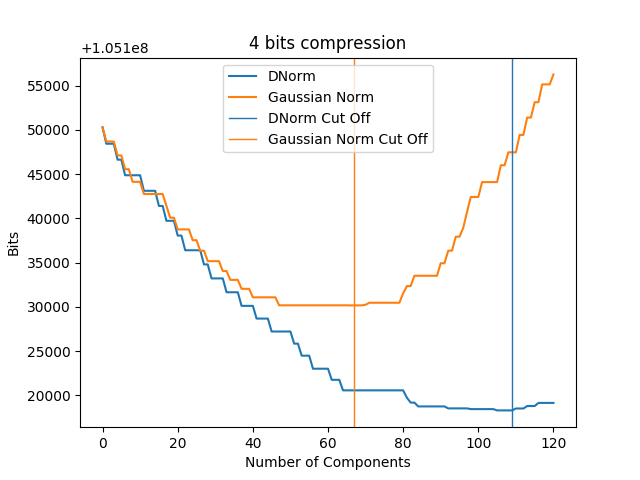 +1.051e8
4 bits compression
DNorm
Gaussian Norm
DNorm Cut Off
Gaussian Norm Cut Off
55000
50000
45000
40000
35000
30000
25000
20000
Bits
0 20 40 60 80 100 120
Number of Components